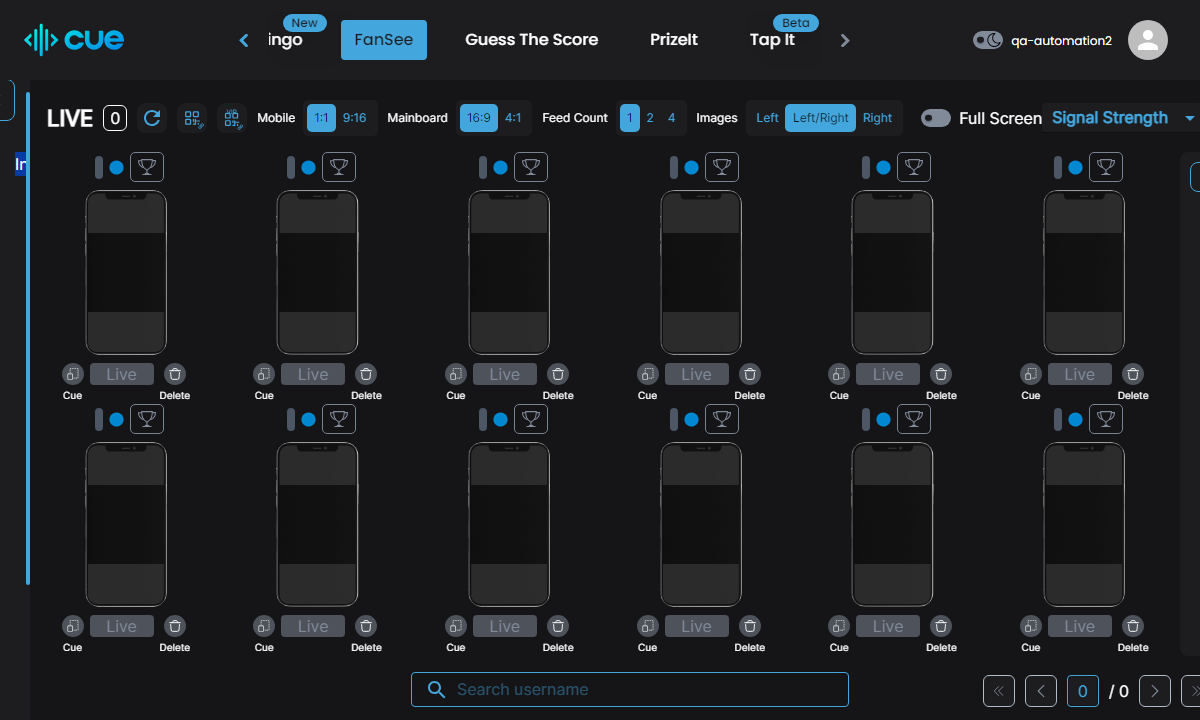 cue
ingo
New
FanSee
Guess The Score
PrizeIt
Tap It
Beta
qa-automation2
LIVE 0
Mobile 1:1 9:16
Mainboard 16:9 4:1
Feed Count 1 2 4
Images Left Left/Right Right
Full Screen
Signal Strength
In
Live Live Live Live Live Live
Cue Delete Cue Delete Cue Delete Cue Delete Cue Delete Cue Delete
Live Live Live Live Live Live
Cue Delete Cue Delete Cue Delete Cue Delete Cue Delete Cue Delete
Search username
0 / 0